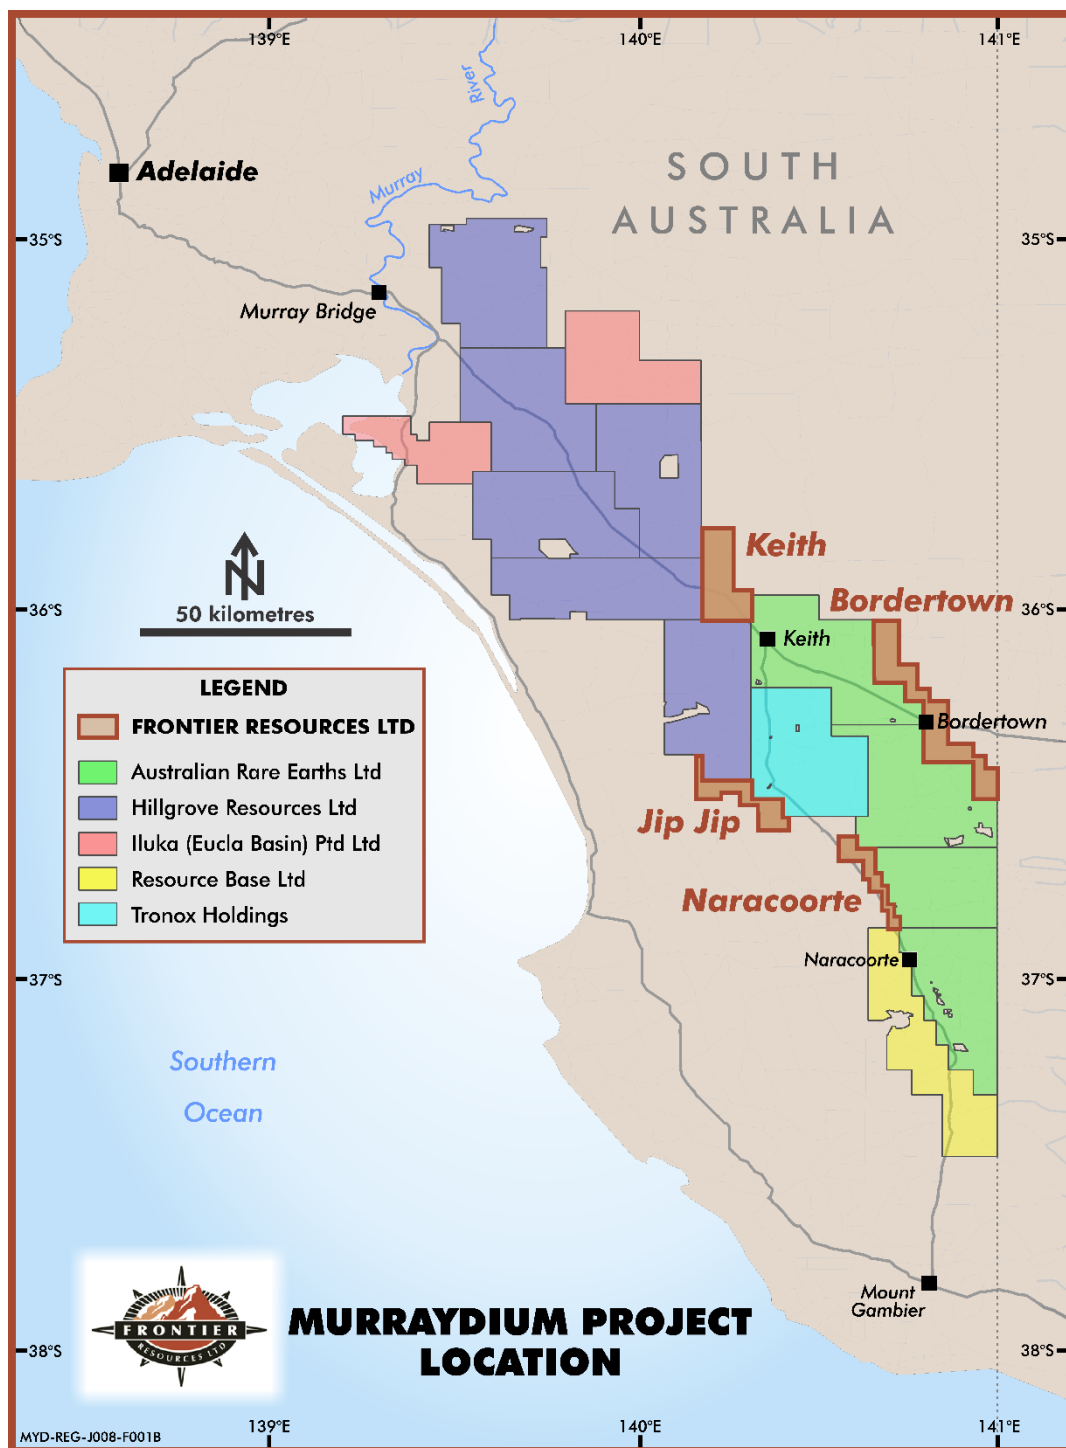 139°E
140°E
141°E
River
Adelaide
SOUTH
AUSTRALIA
Murray
35°S
35°S
Murray Bridge
Keith
N
50 kilometres
36°S
36°S
Bordertown
Keith
LEGEND
FRONTIER RESOURCES LTD
Australian Rare Earths Ltd
Hillgrove Resources Ltd
Iluka (Eucla Basin) Ptd Ltd
Resource Base Ltd
Tronox Holdings
Bordertown
Jip Jip
Naracoorte
Naracoorte
37°S
37°S
Southern
Ocean
Mount
Gambier
FRONTIER
RESOURCES LTD
MURRAYDIUM PROJECT
LOCATION
38°S
38°S
139°E
140°E
141°E
MYD-REG-J008-F001B